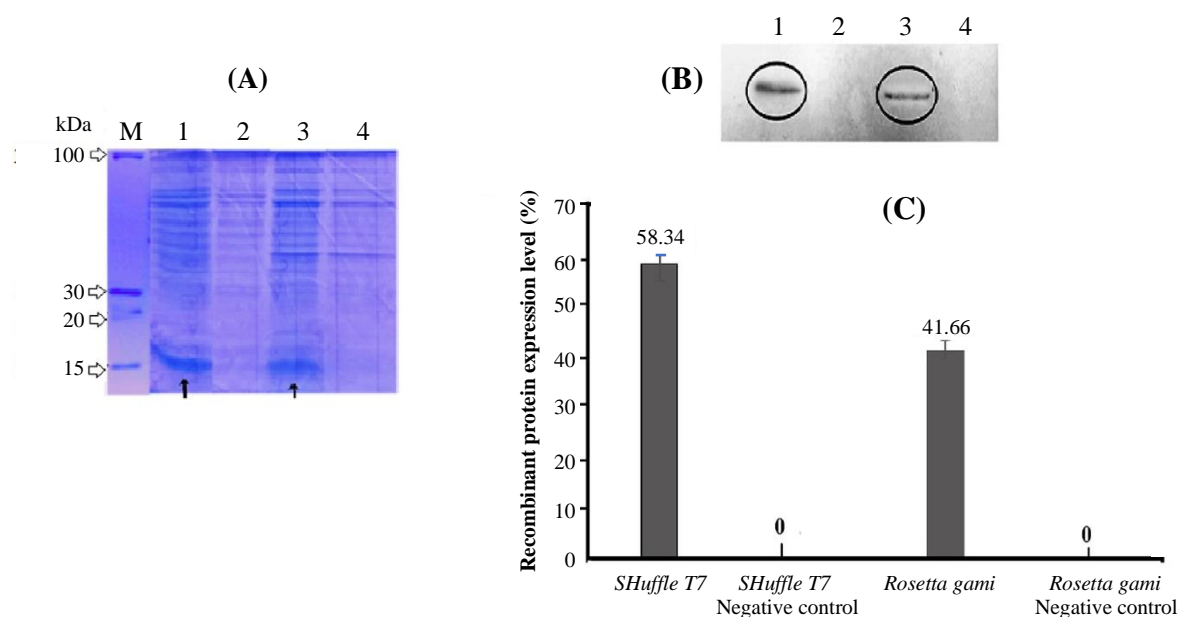 (A)
kDa M 1 2 3 4
100
30
20
15
(B)
1 2 3 4
(C)
Recombinant protein expression level (%)
70
60
50
40
30
20
10
0
58.34
0
41.66
0
SHuffle T7
SHuffle T7
Negative control
Rosetta gami
Rosetta gami
Negative control